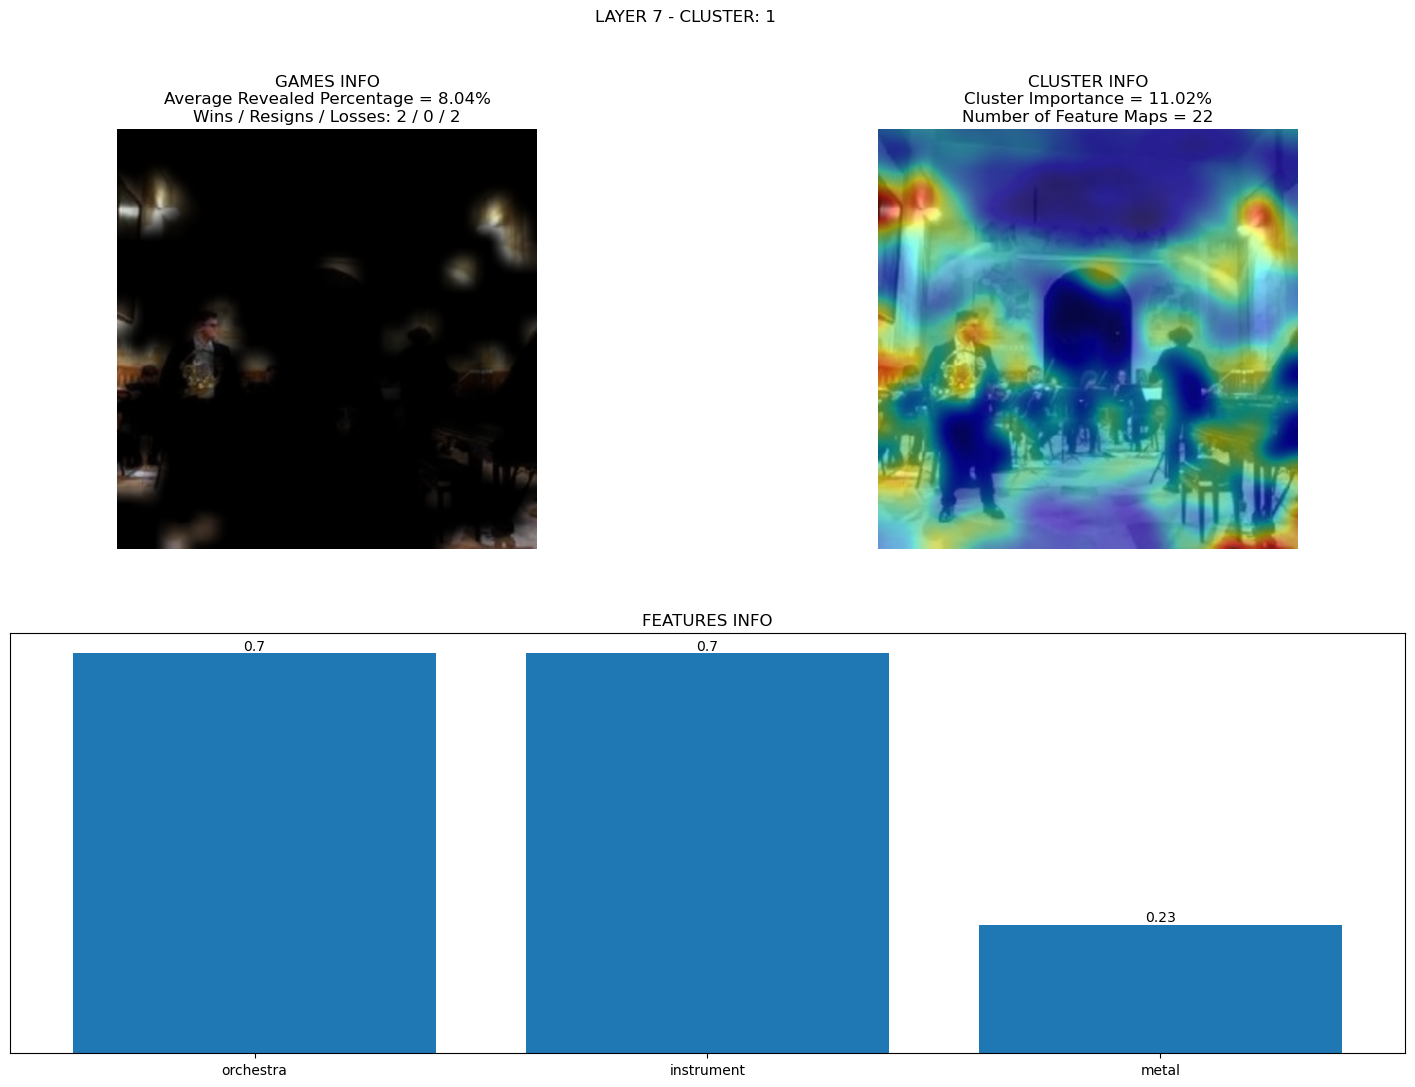 LAYER 7 - CLUSTER: 1
GAMES INFO
Average Revealed Percentage = 8.04%
Wins / Resigns / Losses: 2 / 0 / 2
CLUSTER INFO
Cluster Importance = 11.02%
Number of Feature Maps = 22
FEATURES INFO
0.7
0.7
0.23
orchestra
instrument
metal